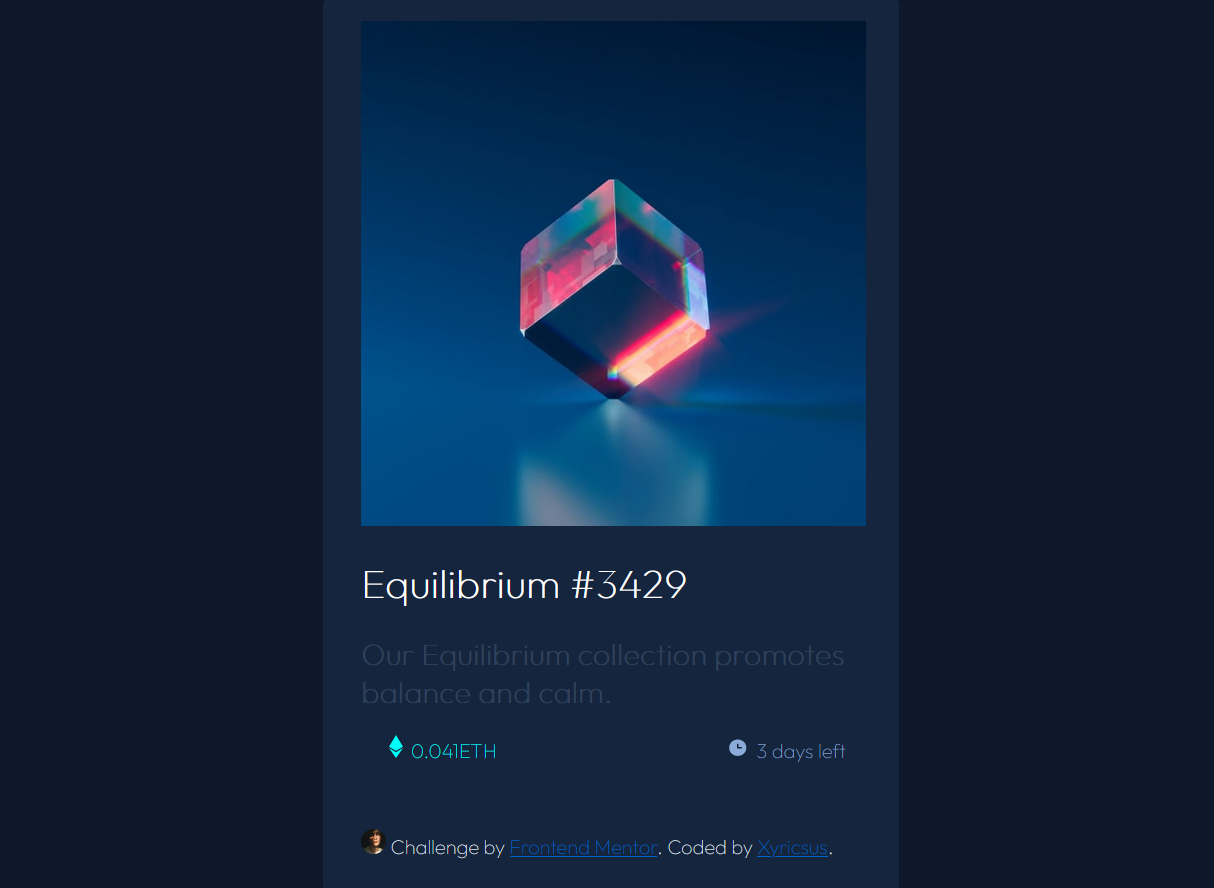 Equilibrium #3429
Our Equilibrium collection promotes
balance and calm.
0.041ETH
3 days left
Challenge by Frontend Mentor. Coded by Xyricsus.